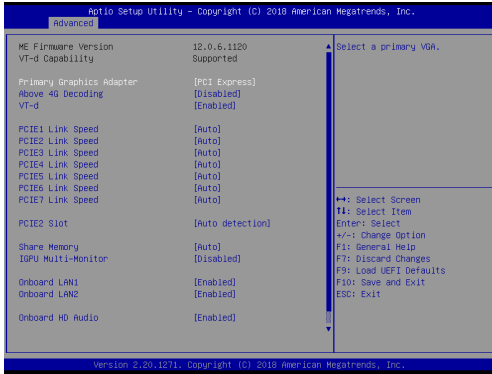 Aptio Setup Utility – Copyright (C) 2018 American Megatrends, Inc.
Advanced
ME Firmware Version 12.0.6.1120
VT-d Capability Supported
Primary Graphics Adapter [PCI Express]
Above 4G Decoding [Disabled]
VT-d [Enabled]
PCIE1 Link Speed [Auto]
PCIE2 Link Speed [Auto]
PCIE3 Link Speed [Auto]
PCIE4 Link Speed [Auto]
PCIE5 Link Speed [Auto]
PCIE6 Link Speed [Auto]
PCIE7 Link Speed [Auto]
PCIE2 Slot [Auto detection]
Share Memory [Auto]
IGPU Multi-Monitor [Disabled]
Onboard LAN1 [Enabled]
Onboard LAN2 [Enabled]
Onboard HD Audio [Enabled]
Select a primary VGA.
↔: Select Screen
↑↓: Select Item
Enter: Select
+/-: Change Option
F1: General Help
F7: Discard Changes
F9: Load UEFI Defaults
F10: Save and Exit
ESC: Exit
Version 2.20.1271. Copyright (C) 2018 American Megatrends, Inc.